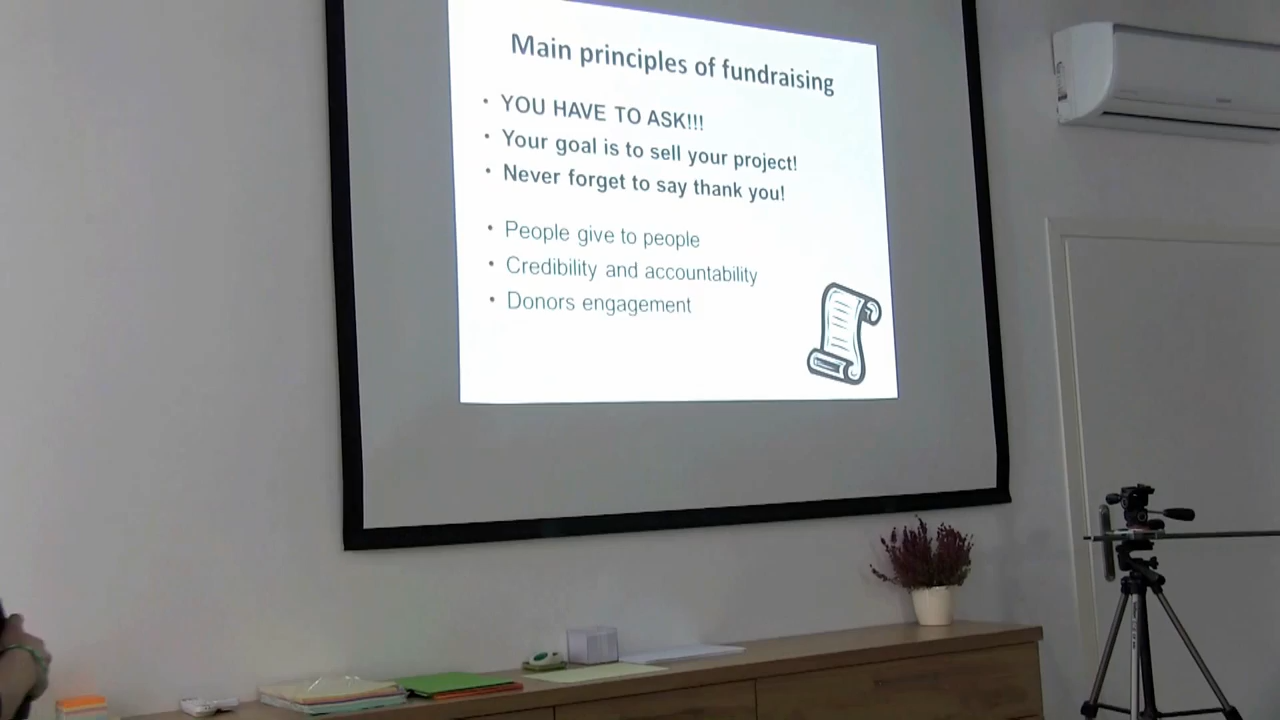 Main principles of fundraising
• YOU HAVE TO ASK!!!
• Your goal is to sell your project!
• Never forget to say thank you!
• People give to people
• Credibility and accountability
• Donors engagement